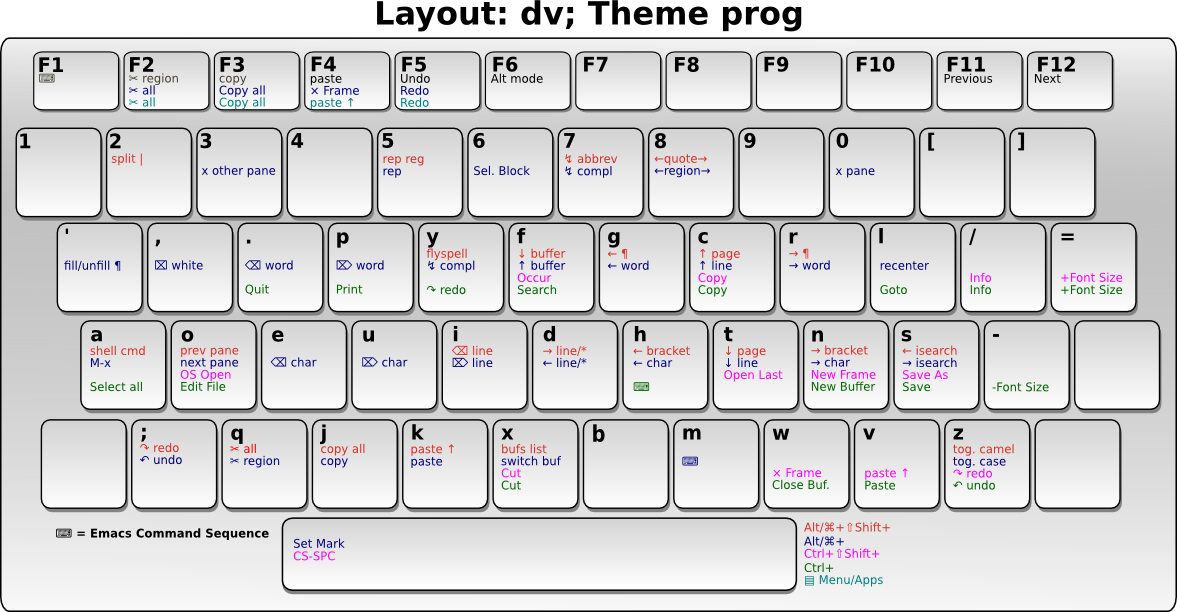 Layout: dv; Theme prog
F1
⌨
F2
✂ region
✂ all
✂ all
F3
copy
Copy all
Copy all
F4
paste
× Frame
paste ↑
F5
Undo
Redo
Redo
F6
Alt mode
F7
F8
F9
F10
F11
Previous
F12
Next
1
2
split |
3
x other pane
4
5
rep reg
rep
6
Sel. Block
7
↯ abbrev
↯ compl
8
←quote→
←region→
9
0
x pane
[
]
'
fill/unfill ¶
,
⌧ white
.
⌫ word
Quit
p
⌦ word
Print
y
flyspell
↯ compl
↷ redo
f
↓ buffer
↑ buffer
Occur
Search
g
← ¶
← word
c
↑ page
↑ line
Copy
Copy
r
→ ¶
→ word
l
recenter
Goto
/
Info
Info
=
+Font Size
+Font Size
a
shell cmd
M-x
Select all
o
prev pane
next pane
OS Open
Edit File
e
⌫ char
u
⌦ char
i
⌫ line
⌦ line
d
→ line/*
← line/*
h
← bracket
← char
⌨
t
↓ page
↓ line
Open Last
n
→ bracket
→ char
New Frame
New Buffer
s
← isearch
→ isearch
Save As
Save
-
-Font Size
;
↷ redo
↶ undo
q
✂ all
✂ region
j
copy all
copy
k
paste ↑
paste
x
bufs list
switch buf
Cut
Cut
b
m
⌨
w
× Frame
Close Buf.
v
paste ↑
Paste
z
tog. camel
tog. case
↷ redo
↶ undo
⌨ = Emacs Command Sequence
Set Mark
CS-SPC
Alt/⌘+⇧Shift+
Alt/⌘+
Ctrl+⇧Shift+
Ctrl+
▤ Menu/Apps